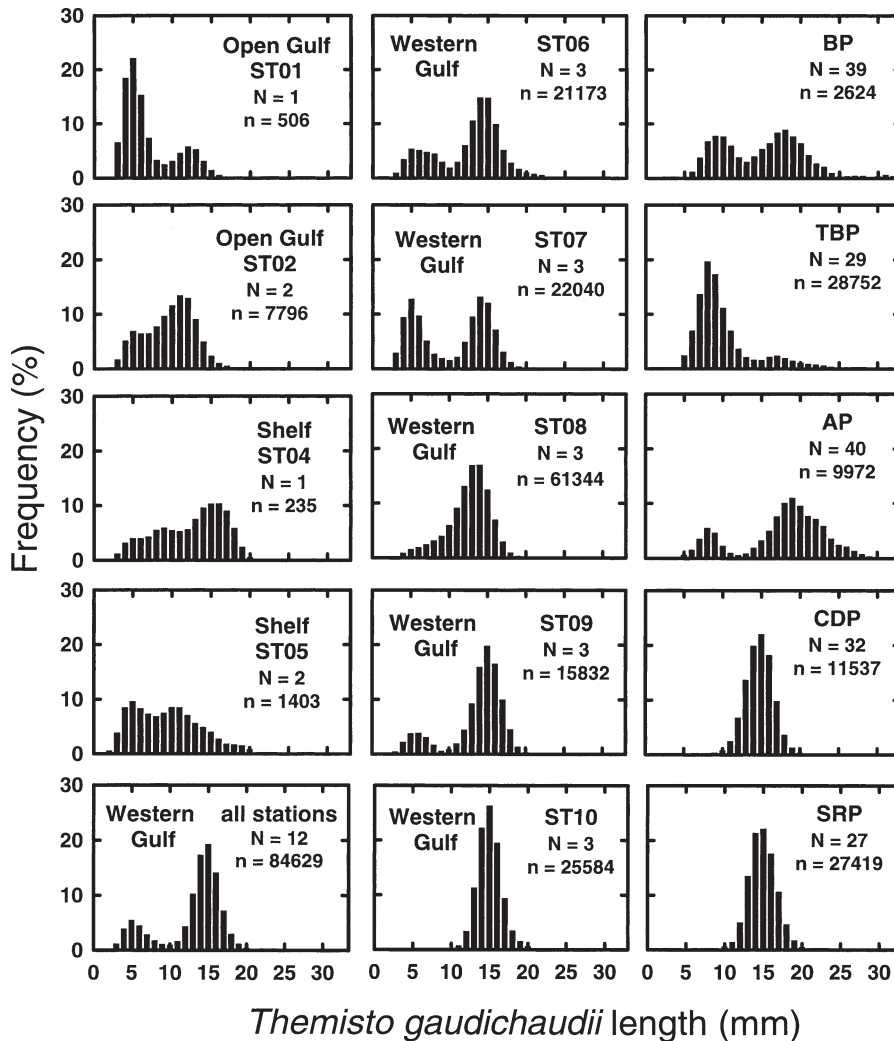 Frequency (%)
30
20
10
0
Open Gulf
ST01
N = 1
n = 506
Western
Gulf
ST06
N = 3
n = 21173
BP
N = 39
n = 2624
30
20
10
0
Open Gulf
ST02
N = 2
n = 7796
Western
Gulf
ST07
N = 3
n = 22040
TBP
N = 29
n = 28752
30
20
10
0
Shelf
ST04
N = 1
n = 235
Western
Gulf
ST08
N = 3
n = 61344
AP
N = 40
n = 9972
30
20
10
0
Shelf
ST05
N = 2
n = 1403
Western
Gulf
ST09
N = 3
n = 15832
CDP
N = 32
n = 11537
30
20
10
0
Western
Gulf
all stations
N = 12
n = 84629
Western
Gulf
ST10
N = 3
n = 25584
SRP
N = 27
n = 27419
0 5 10 15 20 25 30
0 5 10 15 20 25 30
0 5 10 15 20 25 30
Themisto gaudichaudii length (mm)